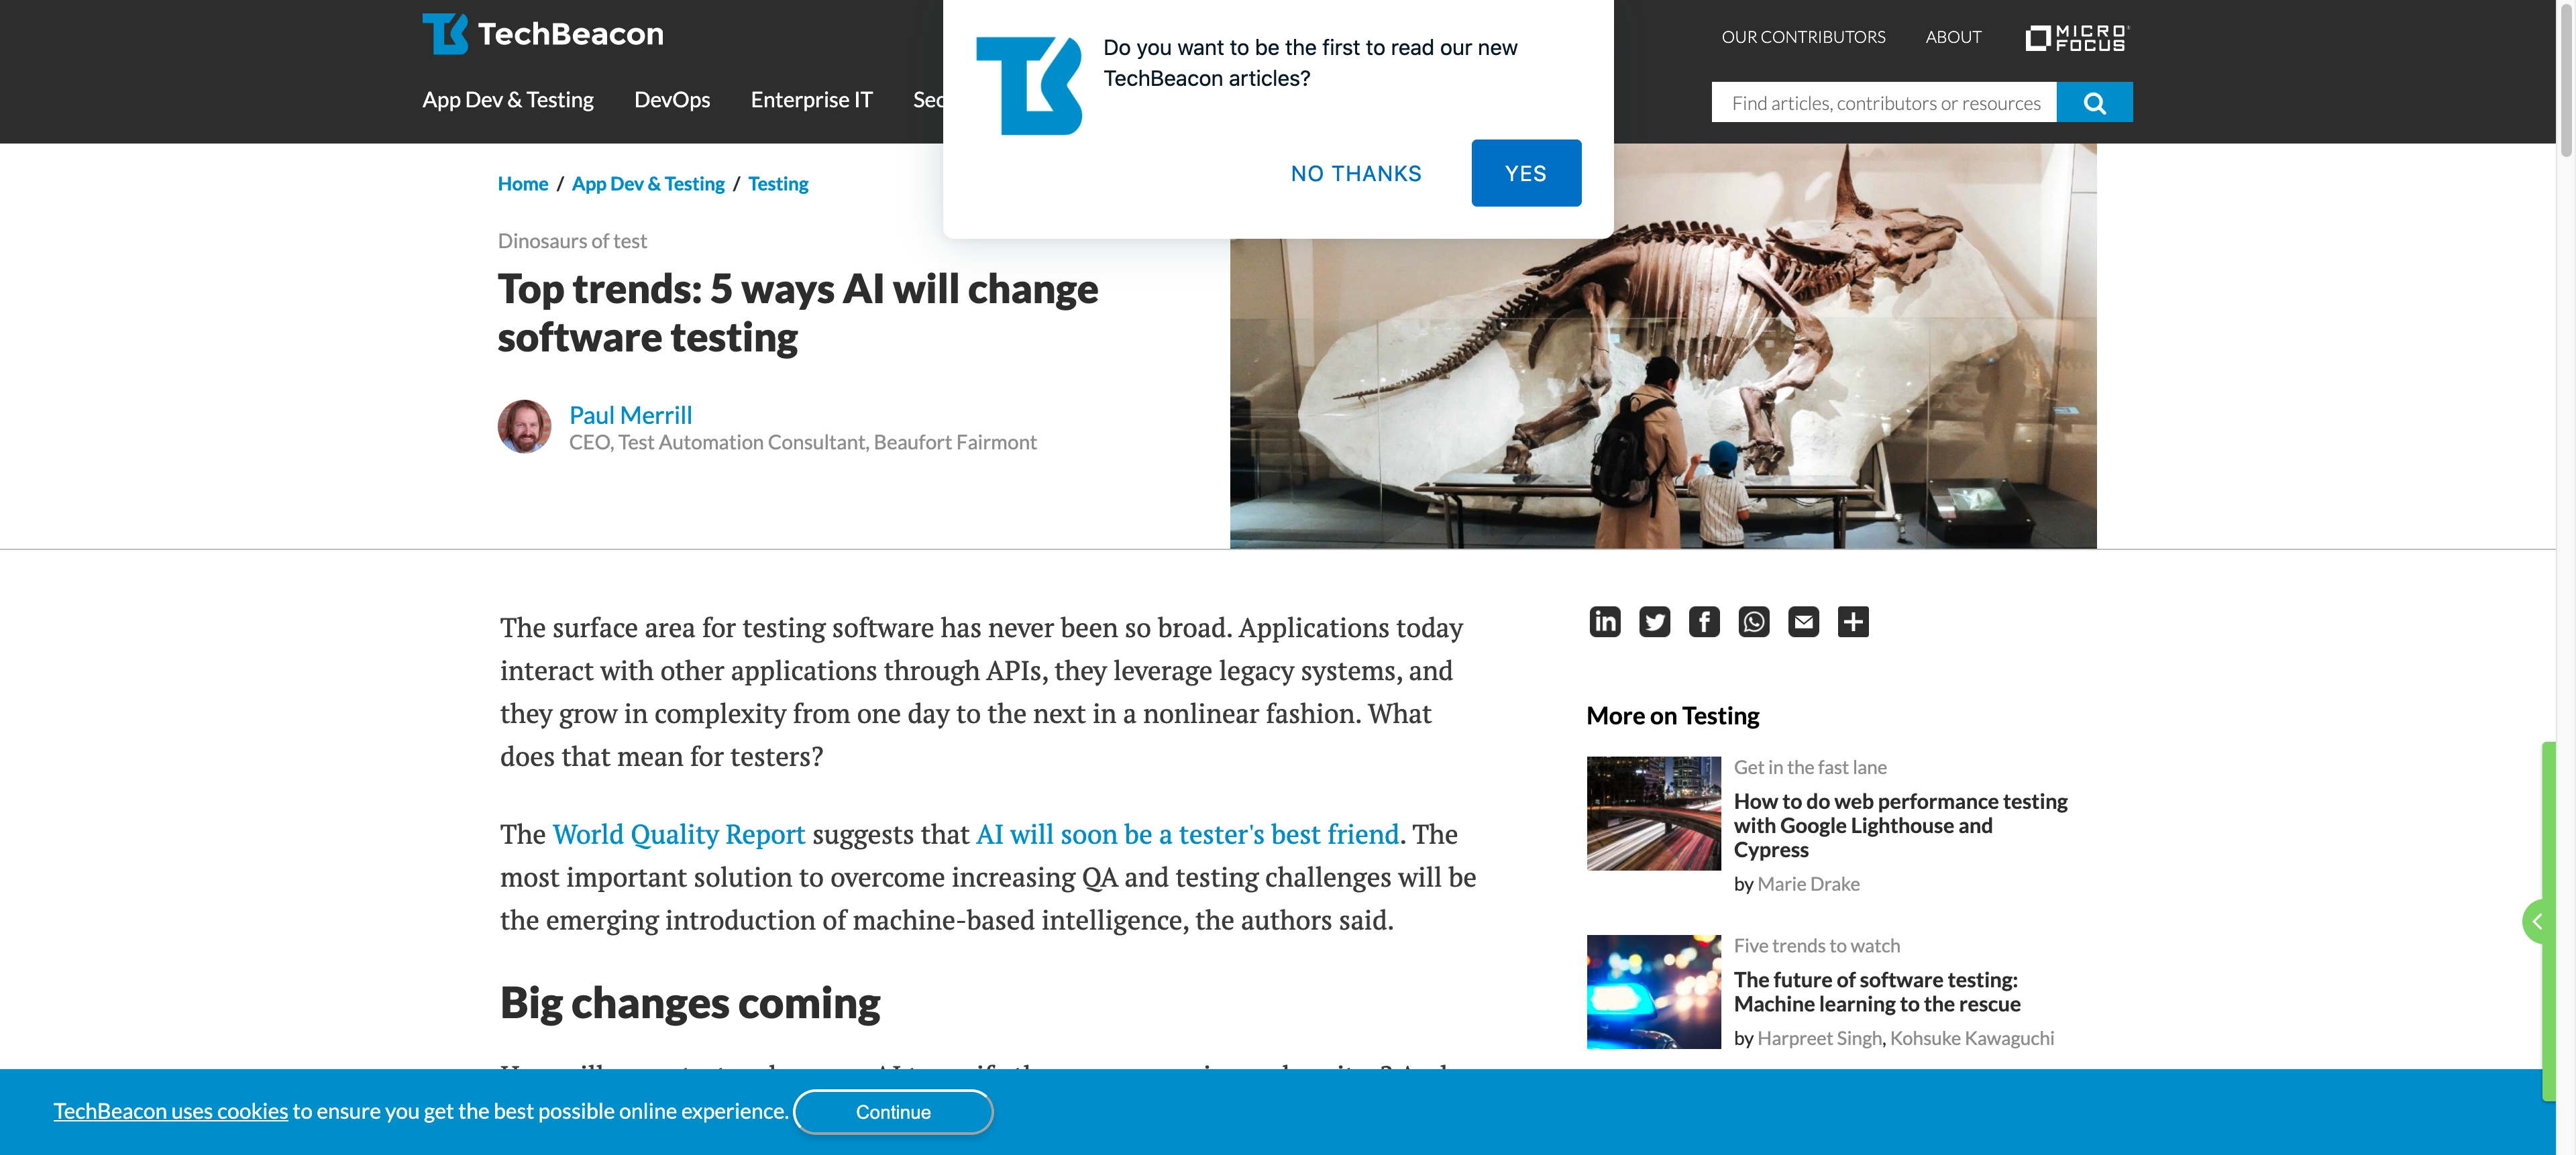 TechBeacon
OUR CONTRIBUTORS
ABOUT
MICRO
FOCUS
App Dev & Testing
DevOps
Enterprise IT
Find articles, contributors or resources
Do you want to be the first to read our new
TechBeacon articles?
NO THANKS
YES
Home / App Dev & Testing / Testing
Dinosaurs of test
Top trends: 5 ways AI will change
software testing
Paul Merrill
CEO, Test Automation Consultant, Beaufort Fairmont
The surface area for testing software has never been so broad. Applications today
interact with other applications through APIs, they leverage legacy systems, and
they grow in complexity from one day to the next in a nonlinear fashion. What
does that mean for testers?
The World Quality Report suggests that AI will soon be a tester's best friend. The
most important solution to overcome increasing QA and testing challenges will be
the emerging introduction of machine-based intelligence, the authors said.
Big changes coming
More on Testing
Get in the fast lane
How to do web performance testing
with Google Lighthouse and
Cypress
by Marie Drake
Five trends to watch
The future of software testing:
Machine learning to the rescue
by Harpreet Singh, Kohsuke Kawaguchi
TechBeacon uses cookies to ensure you get the best possible online experience.
Continue